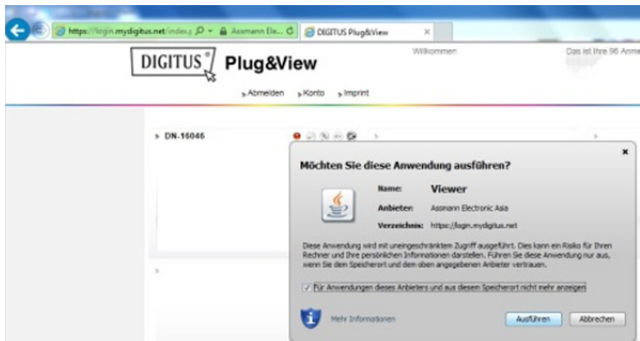 https://login.mydigitus.net/index.p
Assmann Ele...
DIGITUS Plug&View
DIGITUS®
Plug&View
Willkommen
Das ist Ihre 96 Anme
Abmelden
Konto
Imprint
DN-16046
Möchten Sie diese Anwendung ausführen?
Name: Viewer
Anbieter: Assmann Electronic Asia
Verzeichnis: https://login.mydigitus.net
Diese Anwendung wird mit uneingeschränktem Zugriff ausgeführt. Dies kann ein Risiko für Ihren
Rechner und Ihre persönlichen Informationen darstellen. Führen Sie diese Anwendung nur aus,
wenn Sie dem Speicherort und dem oben angegebenen Anbieter vertrauen.
Für Anwendungen dieses Anbieters und aus diesem Speicherort nicht mehr anzeigen
Mehr Informationen
Ausführen
Abbrechen